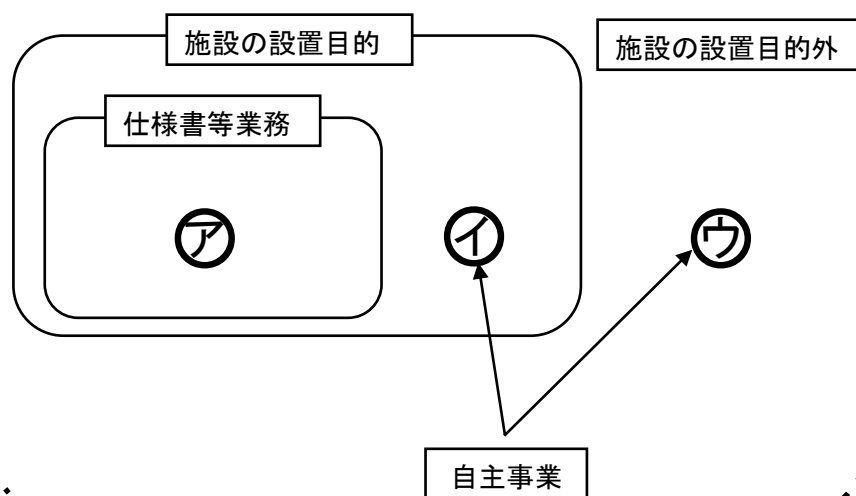 施設の設置目的
施設の設置目的外
仕様書等業務
㋐
㋑
㋒
自主事業